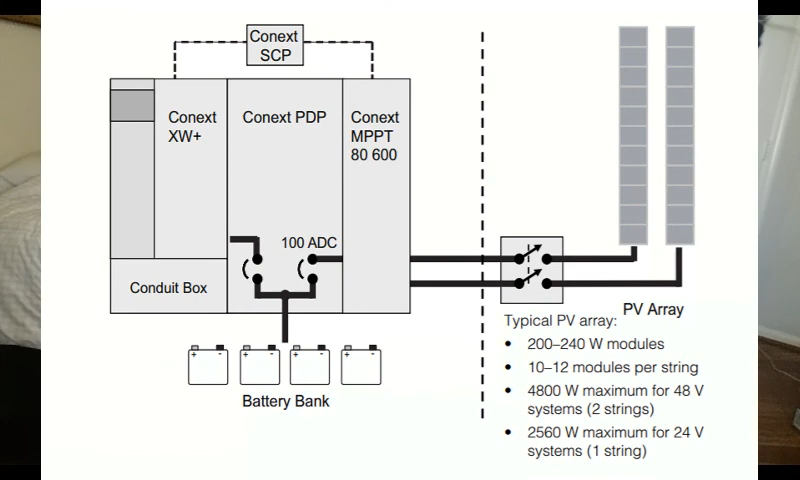 Conext
SCP
Conext
XW+
Conext PDP
Conext
MPPT
80 600
100 ADC
Conduit Box
+ -
+ -
+ -
+ -
Battery Bank
PV Array
Typical PV array:
• 200–240 W modules
• 10–12 modules per string
• 4800 W maximum for 48 V
systems (2 strings)
• 2560 W maximum for 24 V
systems (1 string)